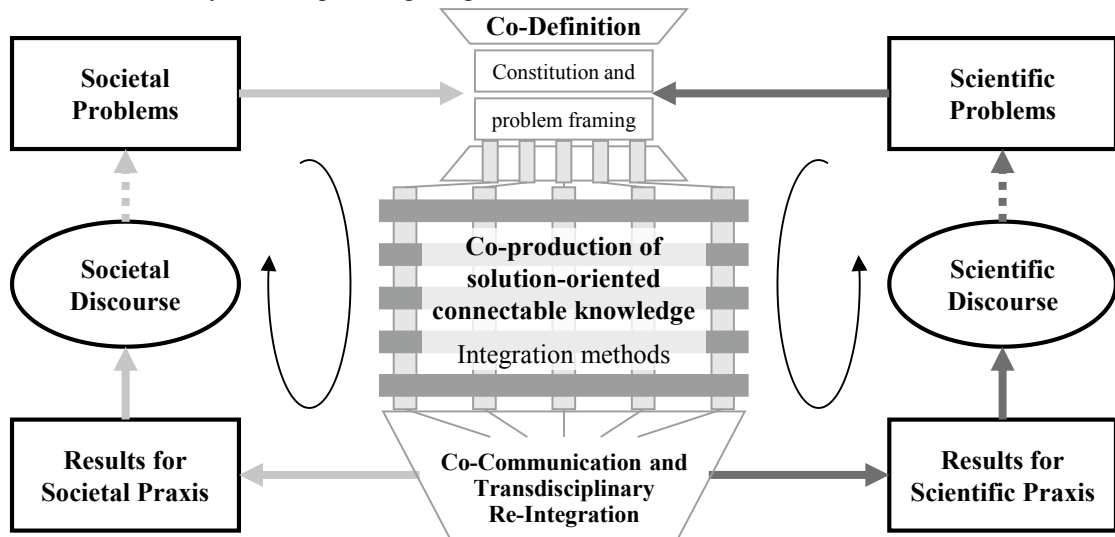 Co-Definition
Societal
Problems
Constitution and
problem framing
Scientific
Problems
Societal
Discourse
Co-production of
solution-oriented
connectable knowledge
Integration methods
Scientific
Discourse
Results for
Societal Praxis
Co-Communication and
Transdisciplinary
Re-Integration
Results for
Scientific Praxis